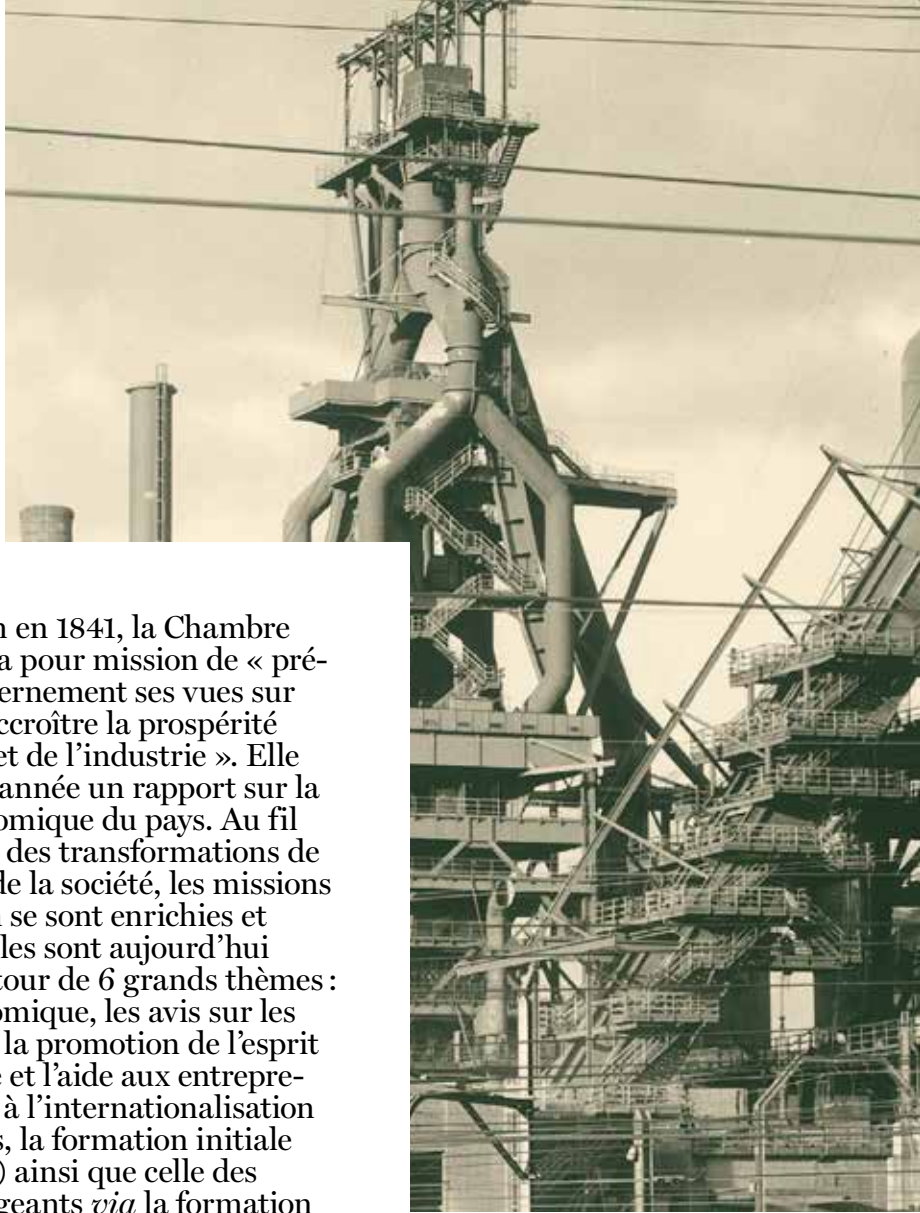 n en 1841, la Chambre
a pour mission de « pré-
ernement ses vues sur
ccroître la prospérité
et de l’industrie ». Elle
année un rapport sur la
omique du pays. Au fil
des transformations de
de la société, les missions
n se sont enrichies et
les sont aujourd’hui
tour de 6 grands thèmes :
omique, les avis sur les
la promotion de l’esprit
e et l’aide aux entrepre-
à l’internationalisation
s, la formation initiale
) ainsi que celle des
geants via la formation